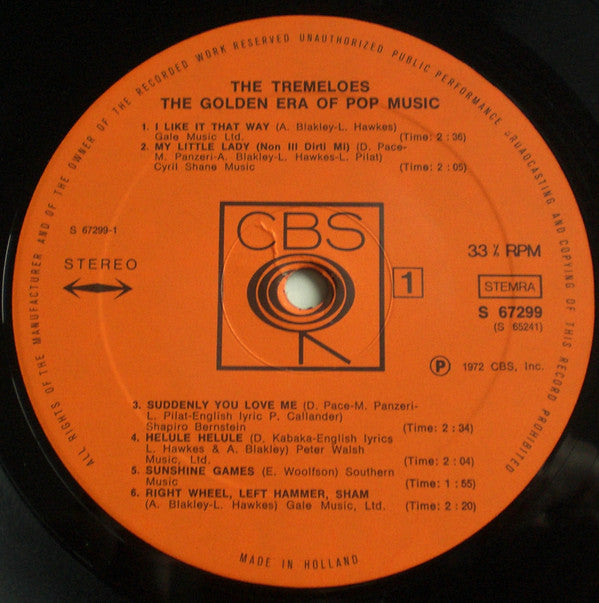 ALL RIGHTS OF THE MANUFACTURER AND OF THE OWNER OF THE RECORDED WORK RESERVED UNAUTHORIZED PUBLIC PERFORMANCE BROADCASTING AND COPYING OF THIS RECORD PROHIBITED
THE TREMELOES
THE GOLDEN ERA OF POP MUSIC
1. I LIKE IT THAT WAY (A. Blakley-L. Hawkes)
Gale Music Ltd. (Time: 2 : 36)
2. MY LITTLE LADY (Non Ill Dirtl Mi) (D. Pace-
M. Panzeri-A. Blakley-L. Hawkes-L. Pilat)
Cyril Shane Music (Time: 2 : 05)
S 67299-1
STEREO
CBS
1
33 ⅓ RPM
STEMRA
S 67299
(S 65241)
Ⓟ 1972 CBS, Inc.
3. SUDDENLY YOU LOVE ME (D. Pace-M. Panzeri-
L. Pilat-English lyric P. Callander)
Shapiro Bernstein (Time: 2 : 34)
4. HELULE HELULE (D. Kabaka-English lyrics
L. Hawkes & A. Blakley) Peter Walsh
Music, Ltd. (Time: 2 : 04)
5. SUNSHINE GAMES (E. Woolfson) Southern
Music (Time: 1 : 55)
6. RIGHT WHEEL, LEFT HAMMER, SHAM
(A. Blakley-L. Hawkes) Gale Music, Ltd. (Time: 2 : 20)
MADE IN HOLLAND